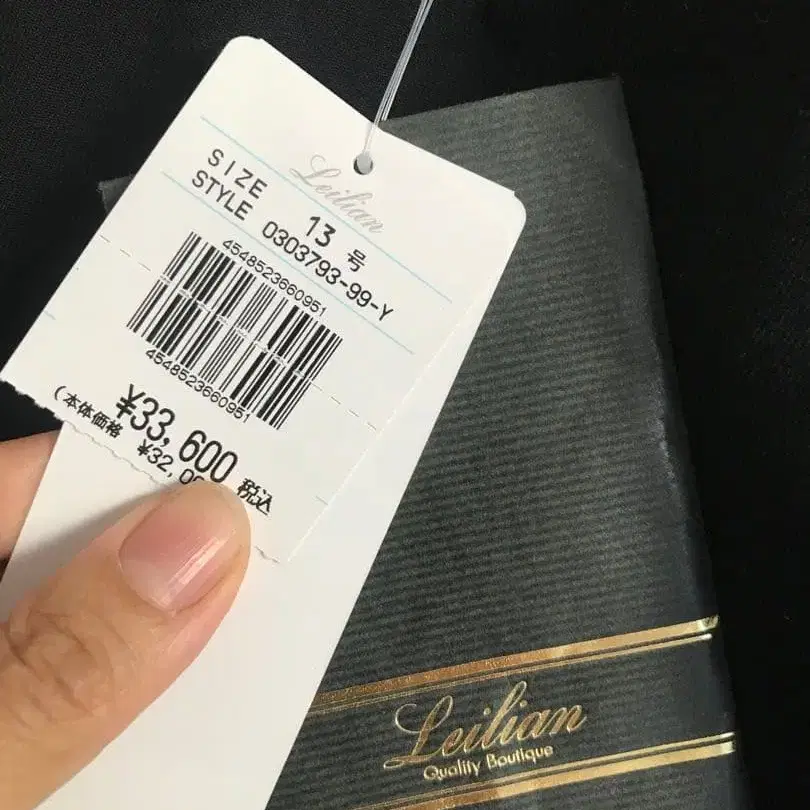 Leilian
SIZE 13 号
STYLE 0303793-99-Y
4548523660951
4548523660951
¥33,600 税込
(本体価格 ¥32,0
Leilian
Quality Boutique